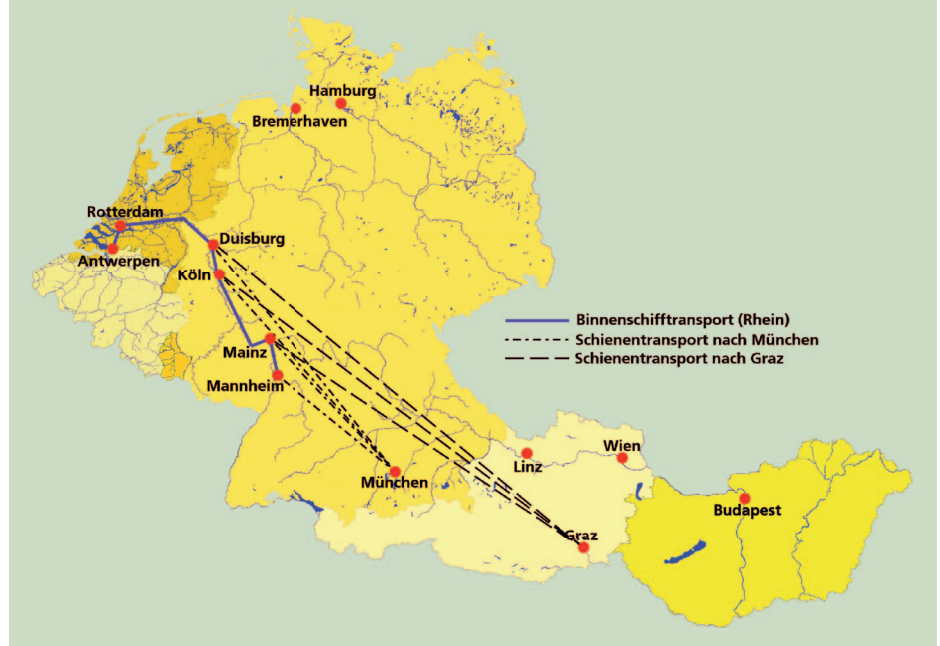 Hamburg
Bremerhaven
Rotterdam
Duisburg
Antwerpen
Köln
Binnenschifftransport (Rhein)
Schienentransport nach München
Schienentransport nach Graz
Mainz
Mannheim
Wien
Linz
München
Budapest
Graz